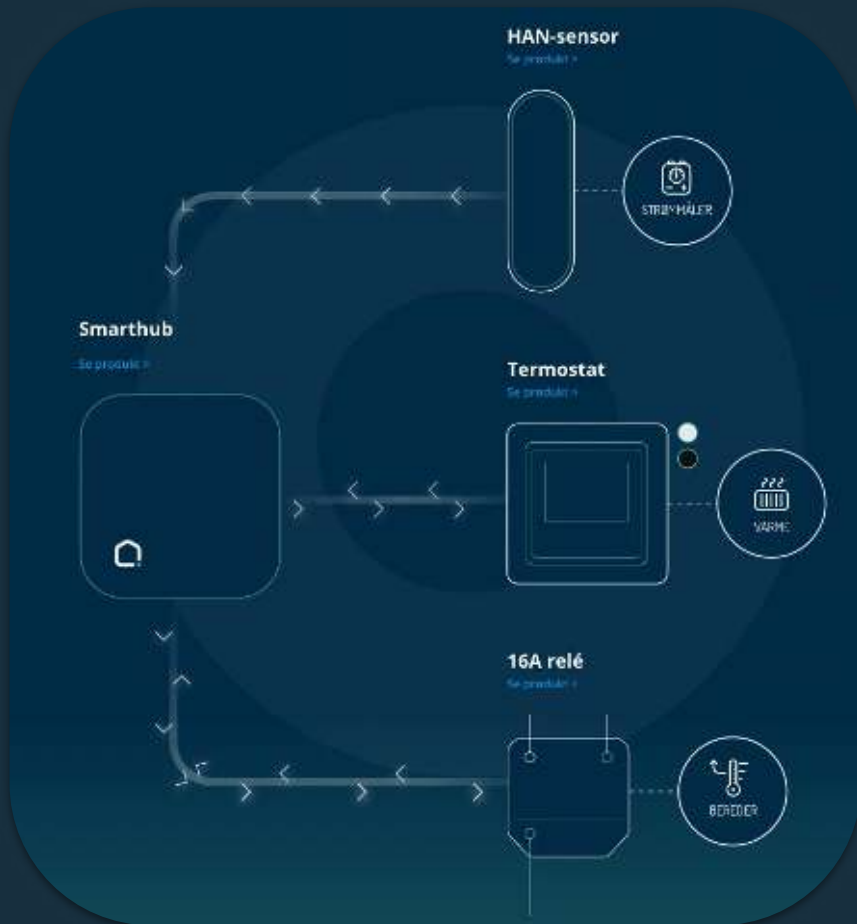 HAN-sensor
Se produkt >
STRØMMÅLER
Smarthub
Se produkt >
Termostat
Se produkt >
VARME
16A relé
Se produkt >
BEREDER